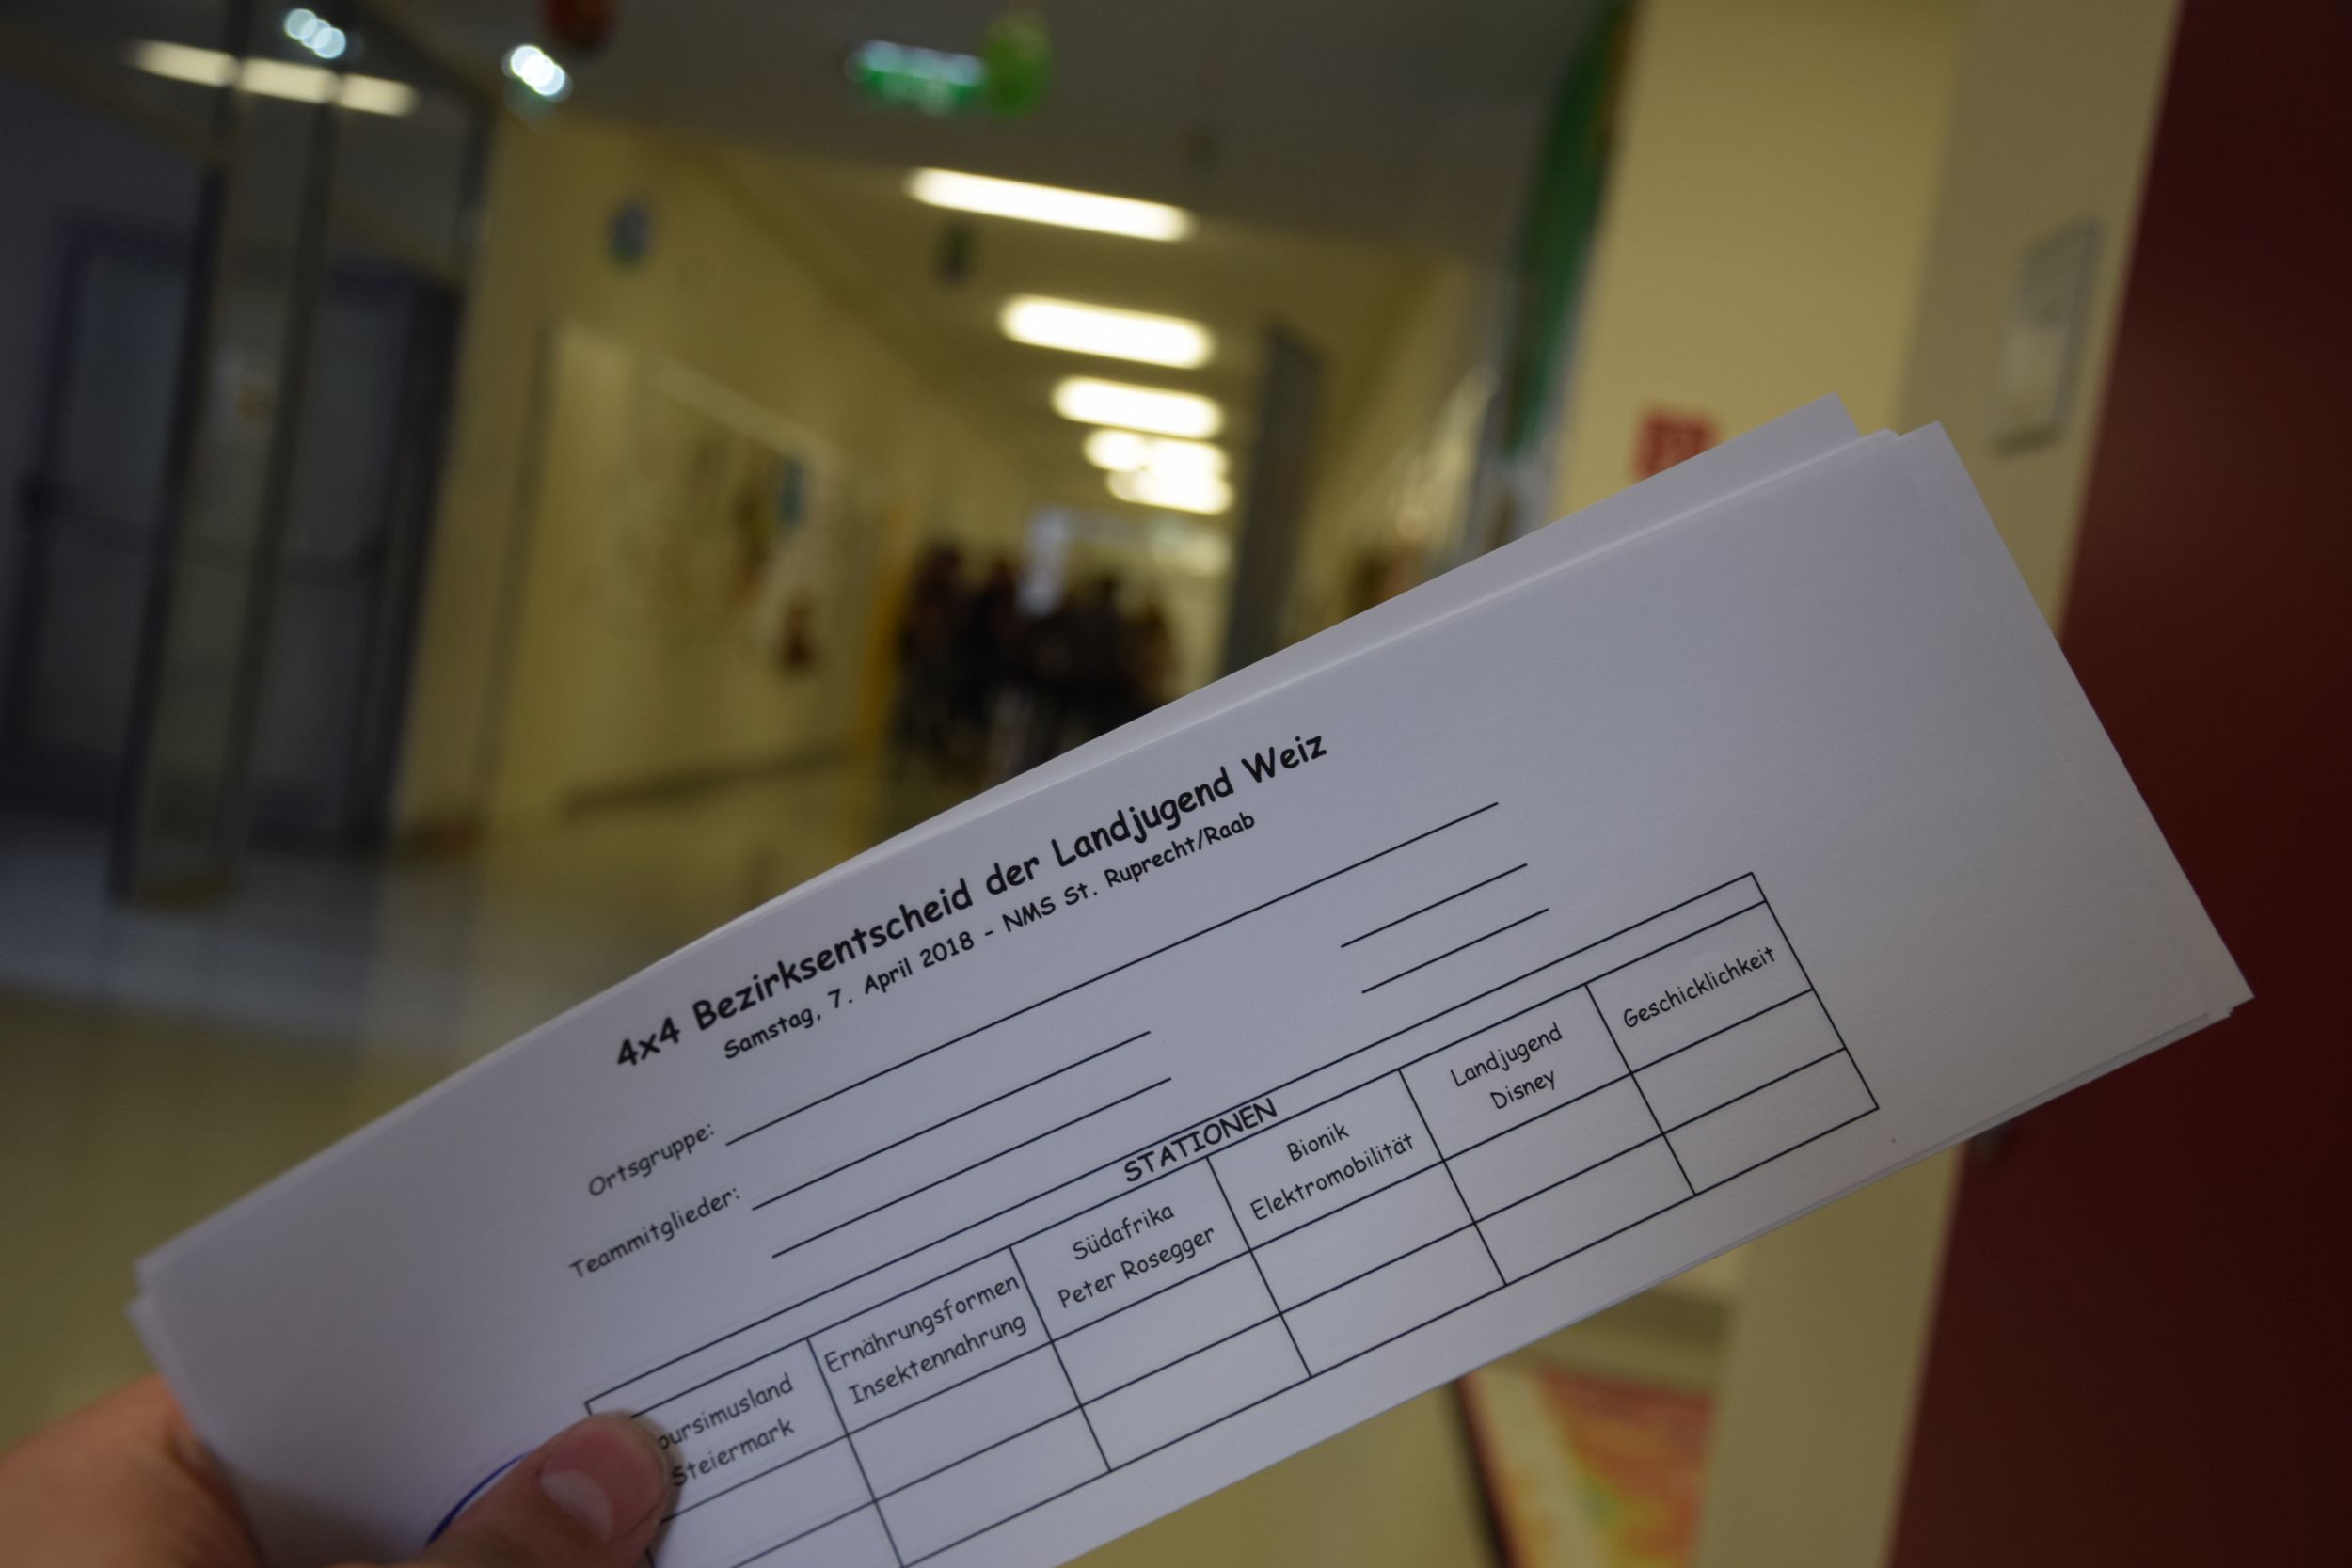 4x4 Bezirksentscheid der Landjugend Weiz
Samstag, 7. April 2018 - NMS St. Ruprecht/Raab
Ortsgruppe:
Teammitglieder:
STATIONEN
oursimusland
Steiermark
Ernährungsformen
Insektennahrung
Südafrika
Peter Rosegger
Bionik
Elektromobilität
Landjugend
Disney
Geschicklichkeit